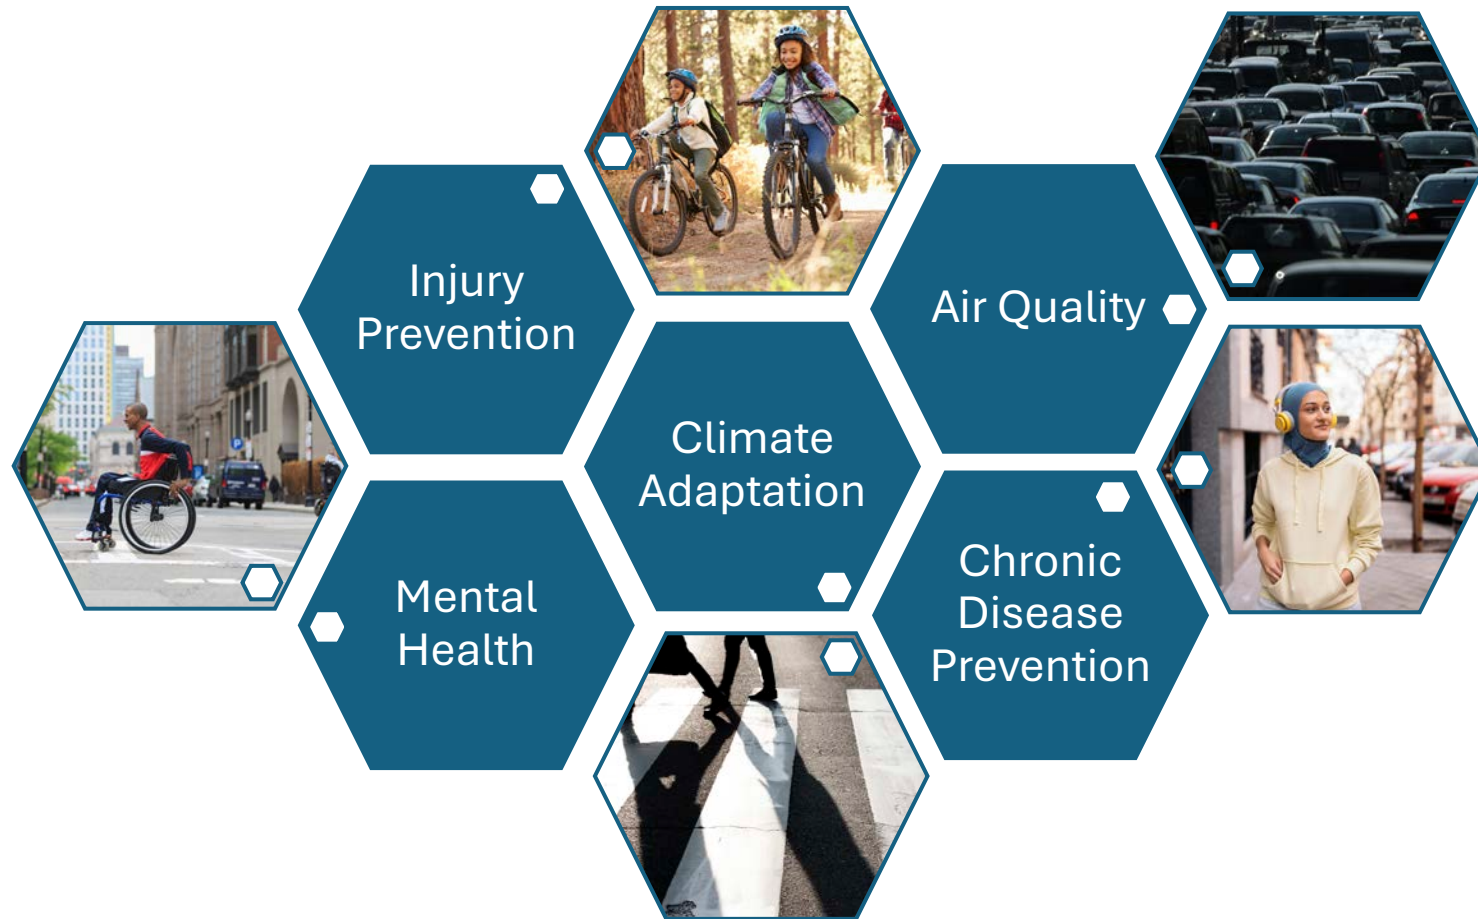 Injury
Prevention
Air Quality
Climate
Adaptation
Mental
Health
Chronic
Disease
Prevention